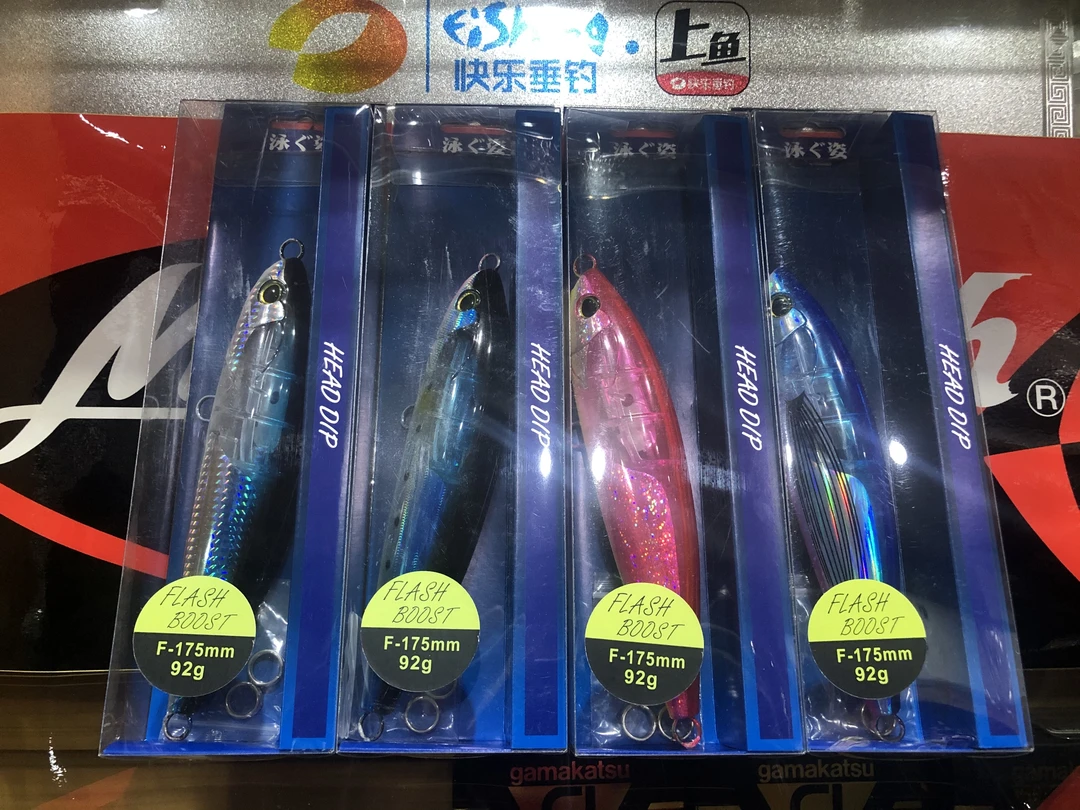 Fishing
快乐垂钓
上鱼
快乐垂钓
泳ぐ姿
泳ぐ姿
泳ぐ姿
泳ぐ姿
HEAD DIP
HEAD DIP
HEAD DIP
HEAD DIP
®
FLASH
BOOST
F-175mm
92g
FLASH
BOOST
F-175mm
92g
FLASH
BOOST
F-175mm
92g
FLASH
BOOST
F-175mm
92g
gamakatsu
gamakatsu